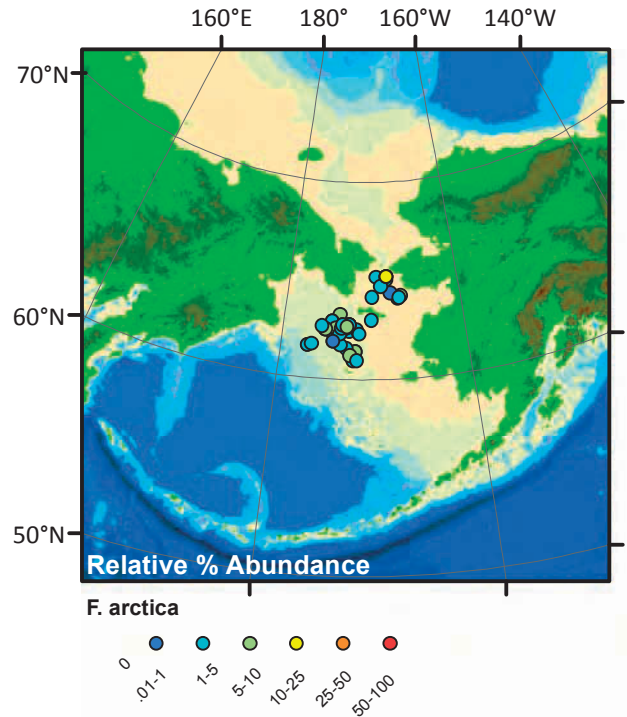 160°E 180° 160°W 140°W
70°N
60°N
50°N
Relative % Abundance
F. arctica
0 .01-1 1-5 5-10 10-25 25-50 50-100